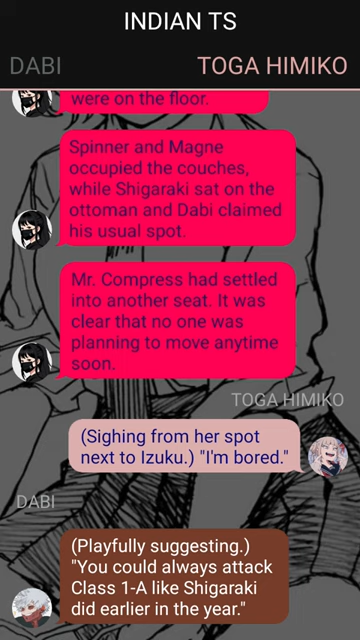 INDIAN TS
DABI TOGA HIMIKO
were on the floor.
Spinner and Magne
occupied the couches,
while Shigaraki sat on the
ottoman and Dabi claimed
his usual spot.
Mr. Compress had settled
into another seat. It was
clear that no one was
planning to move anytime
soon.
TOGA HIMIKO
(Sighing from her spot
next to Izuku.) "I'm bored."
DABI
(Playfully suggesting.)
"You could always attack
Class 1-A like Shigaraki
did earlier in the year."